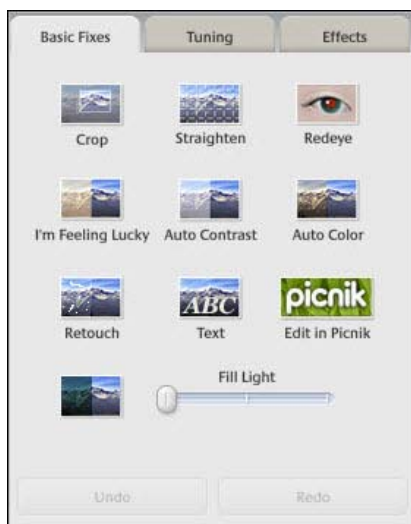 Basic Fixes Tuning Effects
Crop Straighten Redeye
I'm Feeling Lucky Auto Contrast Auto Color
ABC picnik
Retouch Text Edit in Picnik
Fill Light
Undo Redo